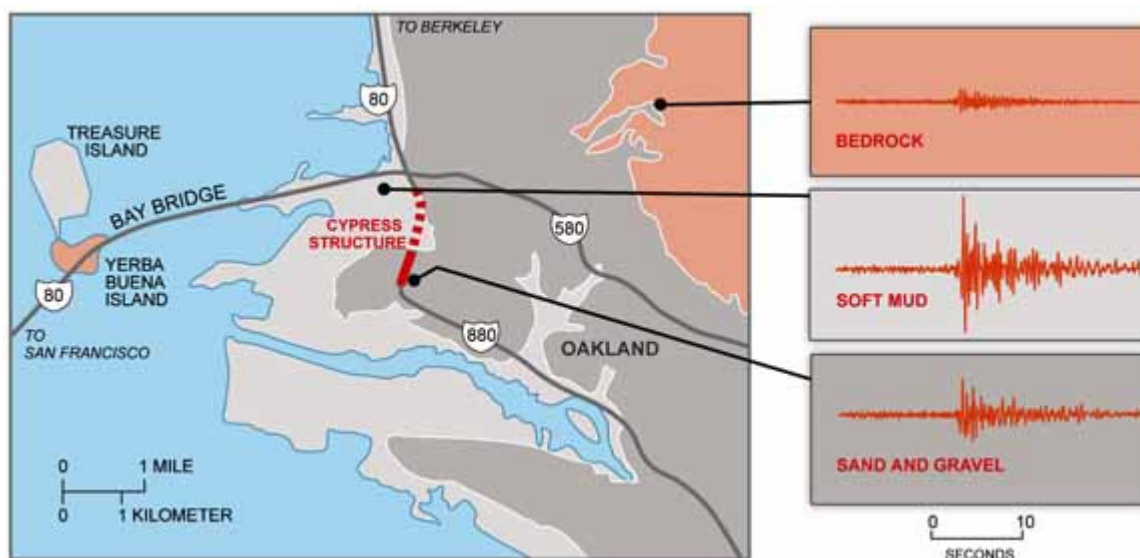 TO BERKELEY
80
TREASURE
ISLAND
BAY BRIDGE
CYPRESS
STRUCTURE
580
YERBA
BUENA
ISLAND
80
TO
SAN FRANCISCO
880
OAKLAND
0 1 MILE
0 1 KILOMETER
BEDROCK
SOFT MUD
SAND AND GRAVEL
0 10
SECONDS